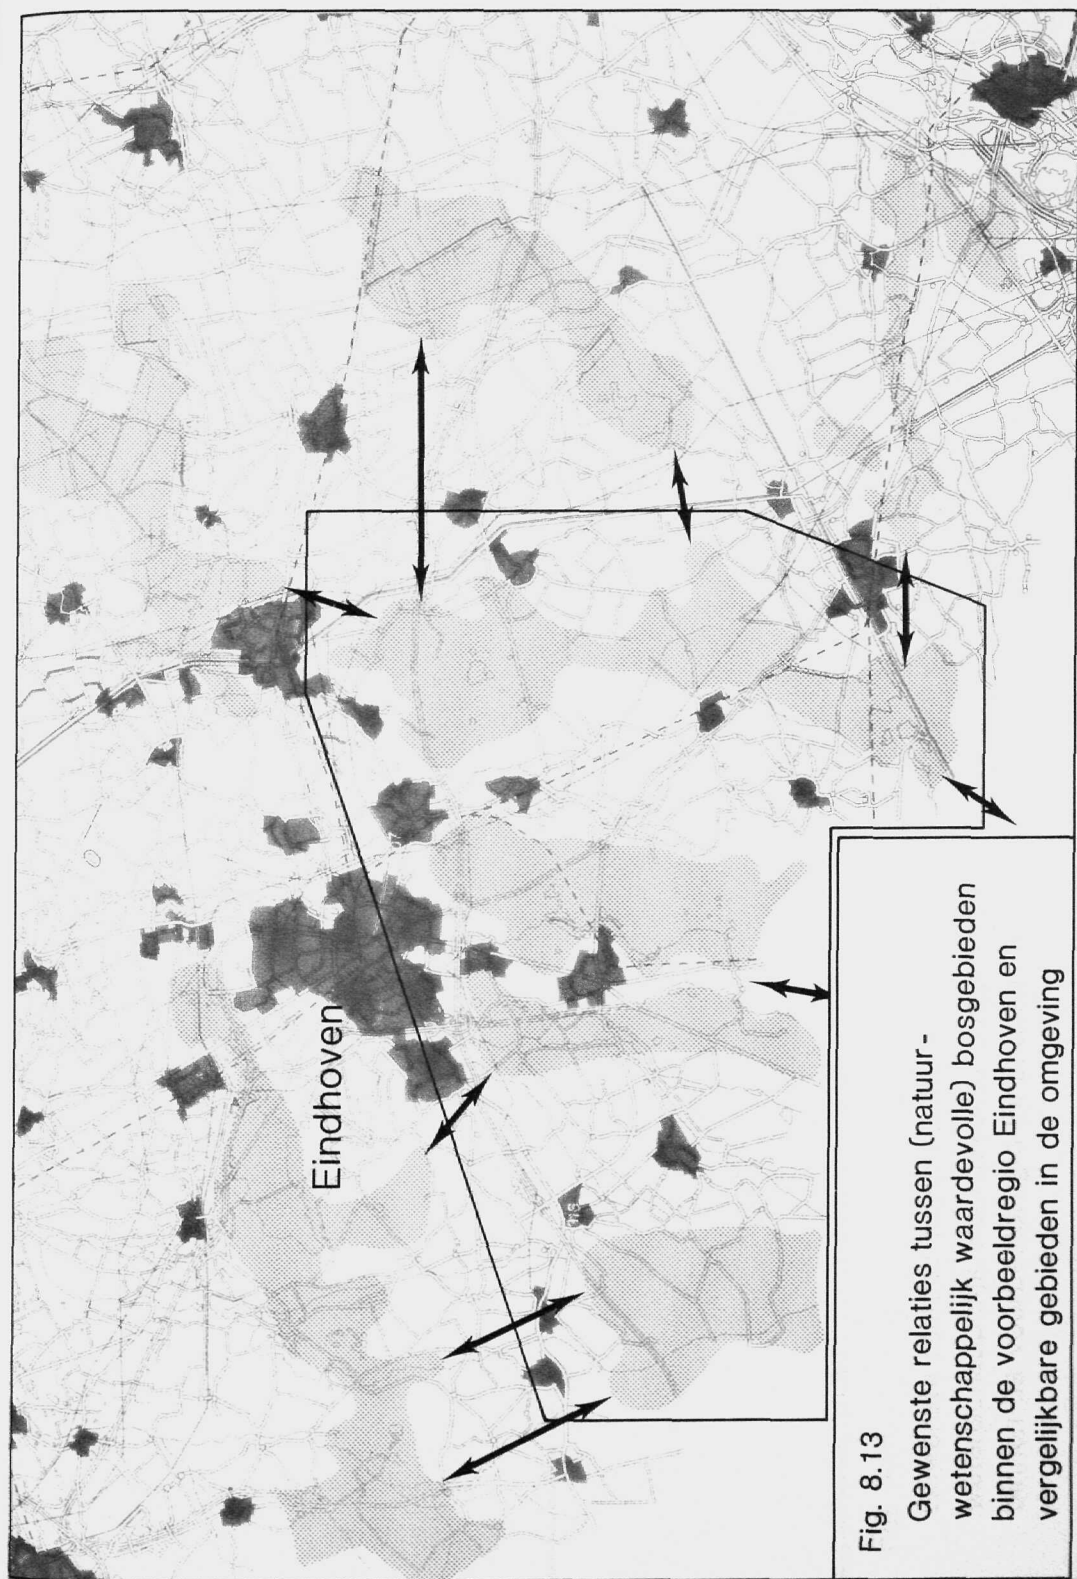 Eindhoven
Fig. 8.13
Gewenste relaties tussen (natuur-
wetenschappelijk waardevolle) bosgebieden
binnen de voorbeeldregio Eindhoven en
vergelijkbare gebieden in de omgeving